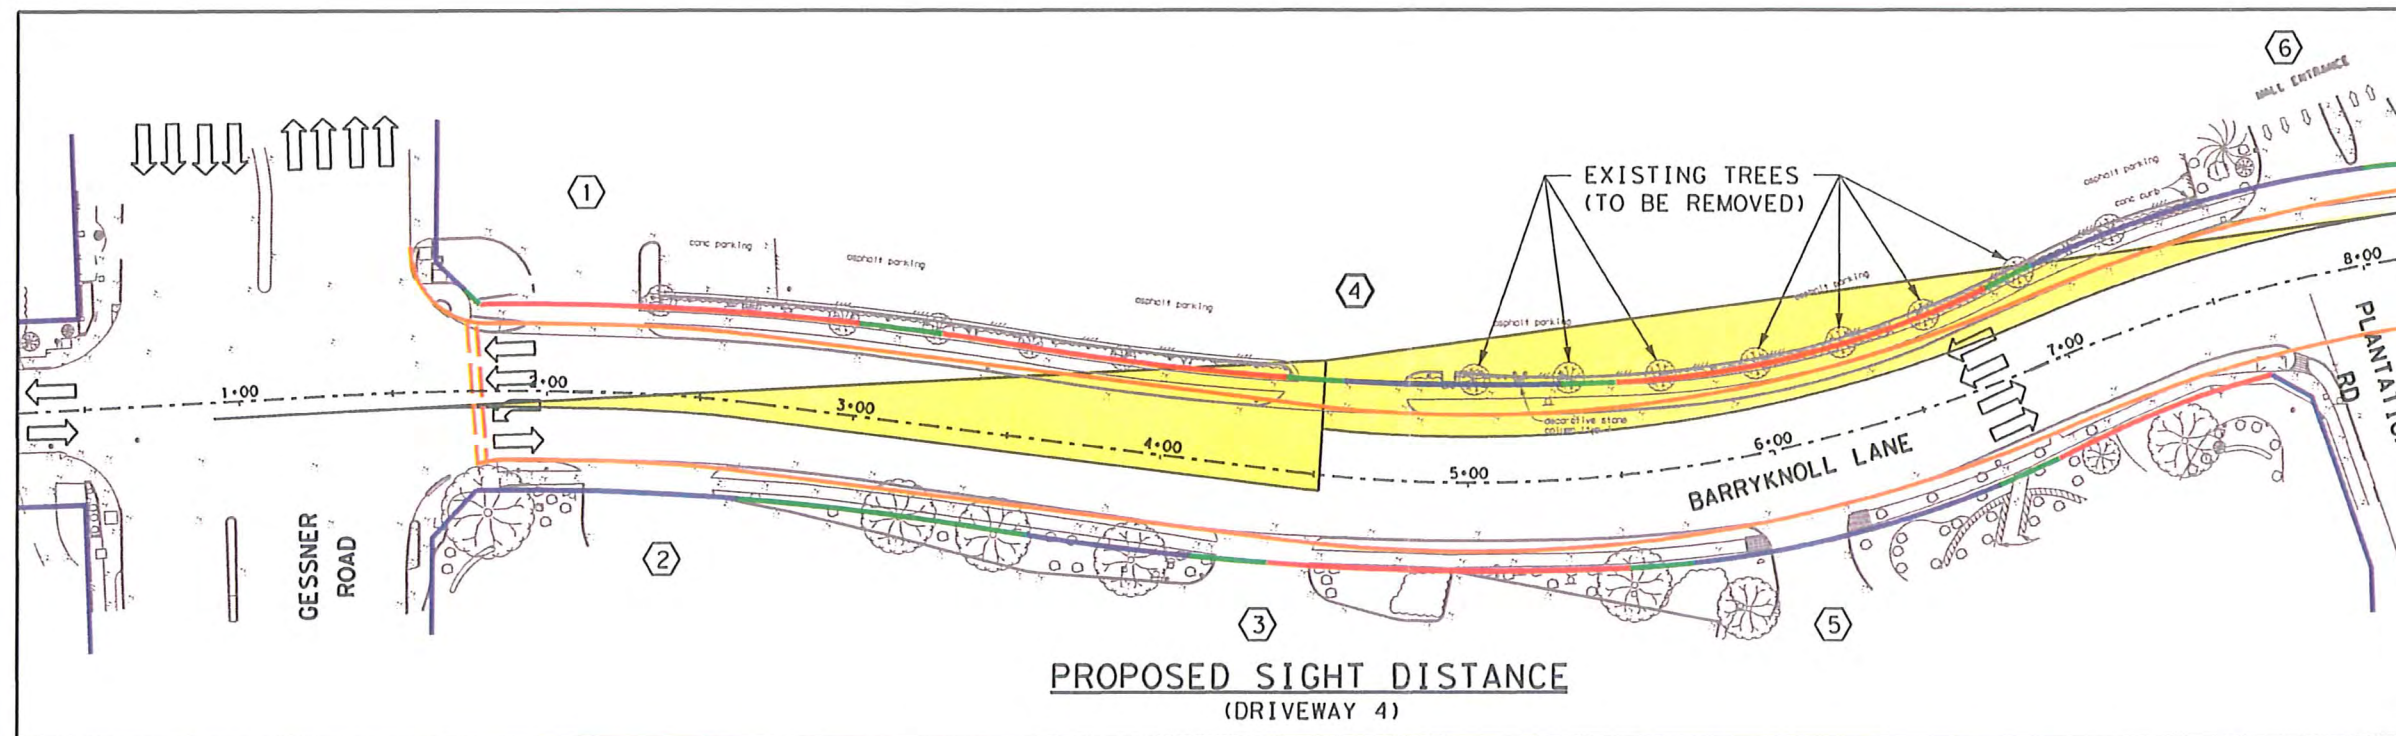 6
MALL ENTRANCE
1
EXISTING TREES
(TO BE REMOVED)
asphalt parking
conc curb
conc parking
asphalt parking
asphalt parking
4
asphalt parking
asphalt parking
8+00
7+00
PLANTATIO
RD
1+00
2+00
3+00
4+00
5+00
6+00
decorative stone
BARRYKNOLL LANE
GESSNER
ROAD
2
3
5
PROPOSED SIGHT DISTANCE
(DRIVEWAY 4)